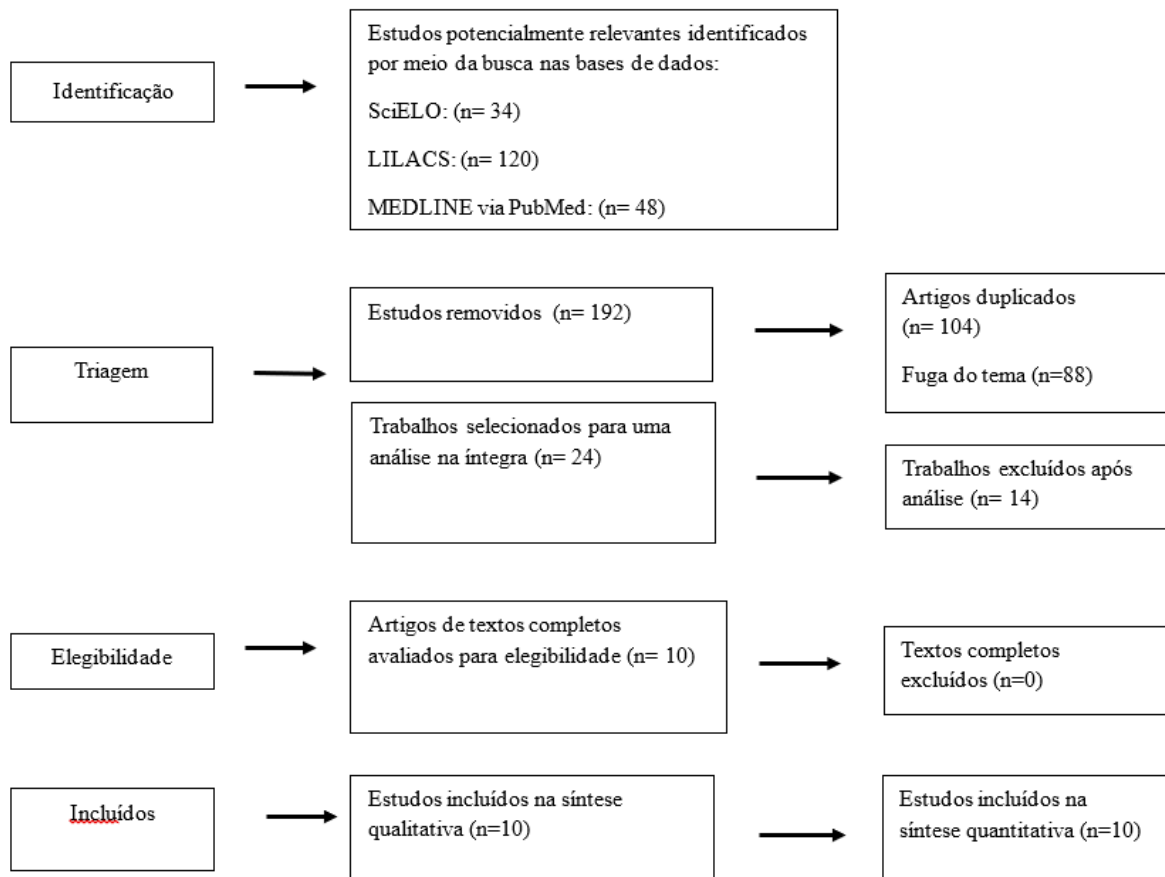 Identificação
Estudos potencialmente relevantes identificados
por meio da busca nas bases de dados:
SciELO: (n= 34)
LILACS: (n= 120)
MEDLINE via PubMed: (n= 48)
Triagem
Estudos removidos (n= 192)
Artigos duplicados
(n= 104)
Fuga do tema (n=88)
Trabalhos selecionados para uma
análise na íntegra (n= 24)
Trabalhos excluídos após
análise (n= 14)
Elegibilidade
Artigos de textos completos
avaliados para elegibilidade (n= 10)
Textos completos
excluídos (n=0)
Incluídos
Estudos incluídos na síntese
qualitativa (n=10)
Estudos incluídos na
síntese quantitativa (n=10)